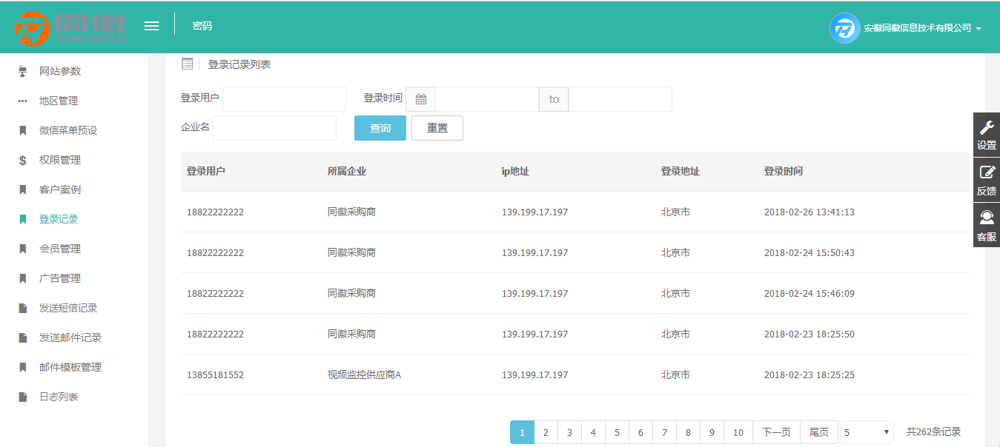 同徽 TONGHUI 密码 安徽同徽信息技术有限公司
网站参数
地区管理
微信菜单预设
权限管理
客户案例
登录记录
会员管理
广告管理
发送短信记录
发送邮件记录
邮件模板管理
日志列表
登录记录列表
登录用户 登录时间 to
企业名 查询 重置
登录用户 所属企业 ip地址 登录地址 登录时间
18822222222 同徽采购商 139.199.17.197 北京市 2018-02-26 13:41:13
18822222222 同徽采购商 139.199.17.197 北京市 2018-02-24 15:50:43
18822222222 同徽采购商 139.199.17.197 北京市 2018-02-24 15:46:09
18822222222 同徽采购商 139.199.17.197 北京市 2018-02-23 18:25:50
13855181552 视频监控供应商A 139.199.17.197 北京市 2018-02-23 18:25:25
1 2 3 4 5 6 7 8 9 10 下一页 尾页 5 共262条记录
设置
反馈
客服